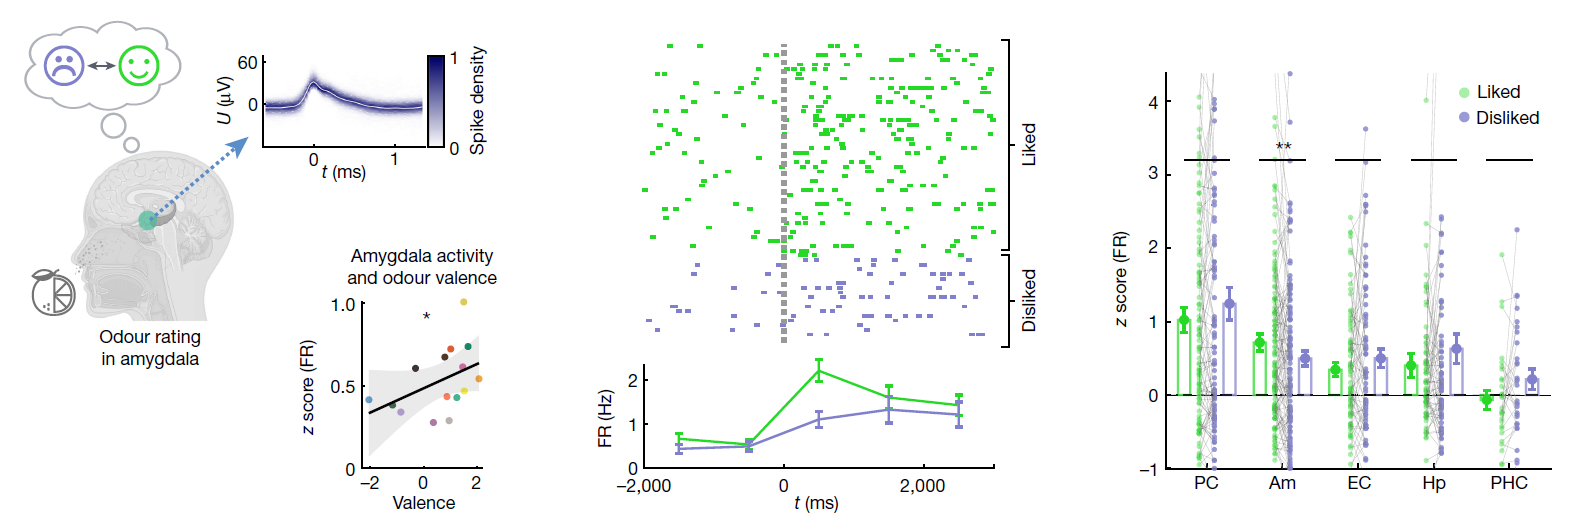 Odour rating
in amygdala
60
0
U (μV)
0
1
t (ms)
1
0
Spike density
Amygdala activity
and odour valence
*
1.0
0.5
0
z score (FR)
−2
0
2
Valence
Liked
Disliked
2
1
0
FR (Hz)
−2,000
0
2,000
t (ms)
Liked
Disliked
**
4
3
2
1
0
−1
z score (FR)
PC
Am
EC
Hp
PHC